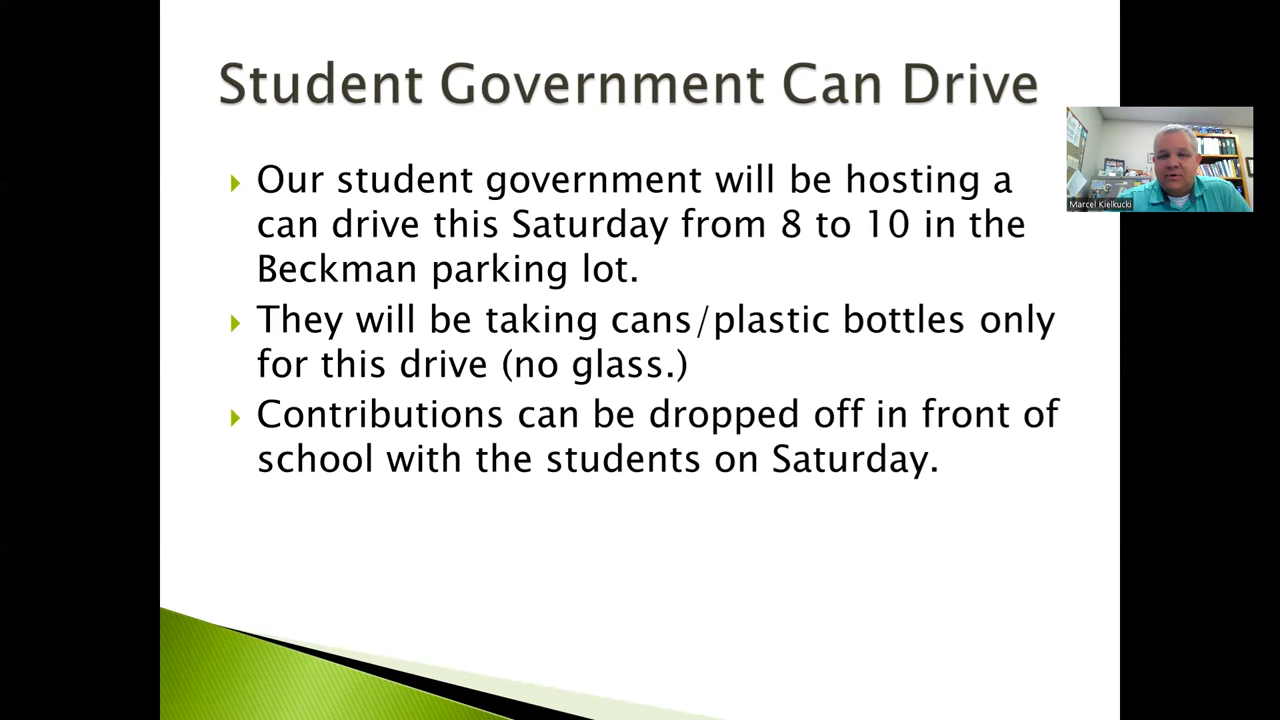 Student Government Can Drive
Our student government will be hosting a
can drive this Saturday from 8 to 10 in the
Beckman parking lot.
They will be taking cans/plastic bottles only
for this drive (no glass.)
Contributions can be dropped off in front of
school with the students on Saturday.
Marcel Kielkucki